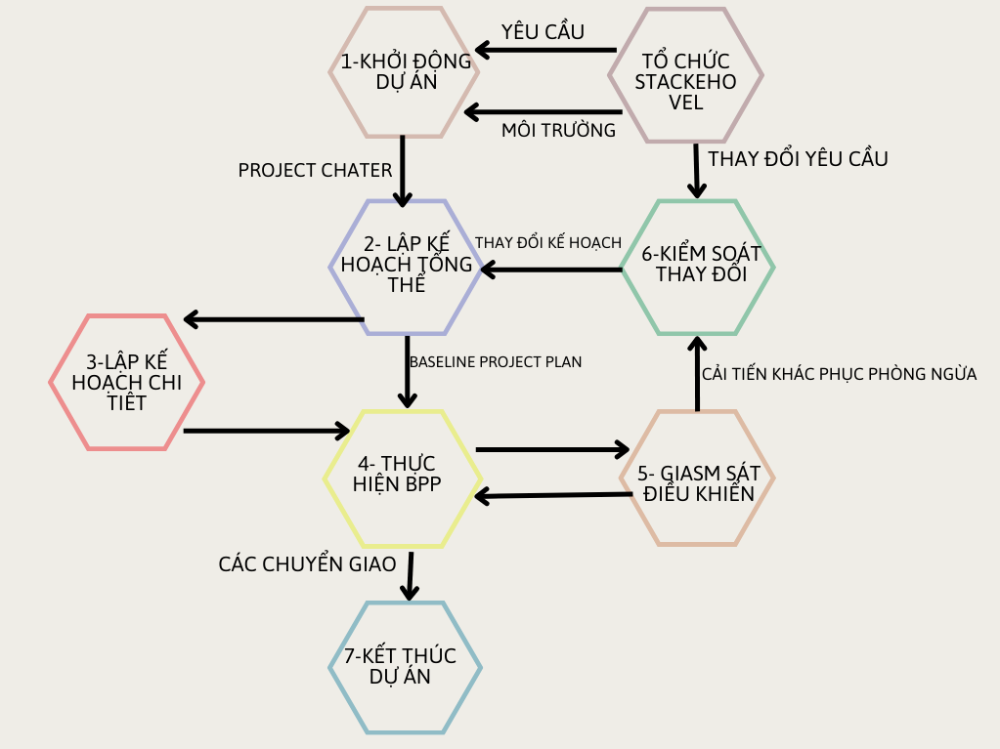 YÊU CẦU
1-KHỞI ĐỘNG
DỰ ÁN
TỔ CHỨC
STACKEHO
VEL
MÔI TRƯỜNG
PROJECT CHATER
THAY ĐỔI YÊU CẦU
2- LẬP KẾ
HOẠCH TỔNG
THỂ
THAY ĐỔI KẾ HOẠCH
6-KIỂM SOÁT
THAY ĐỔI
3-LẬP KẾ
HOẠCH CHI
TIẾT
BASELINE PROJECT PLAN
CẢI TIẾN KHÁC PHỤC PHÒNG NGỪA
4- THỰC
HIỆN BPP
5- GIASM SÁT
ĐIỀU KHIỂN
CÁC CHUYỂN GIAO
7-KẾT THÚC
DỰ ÁN